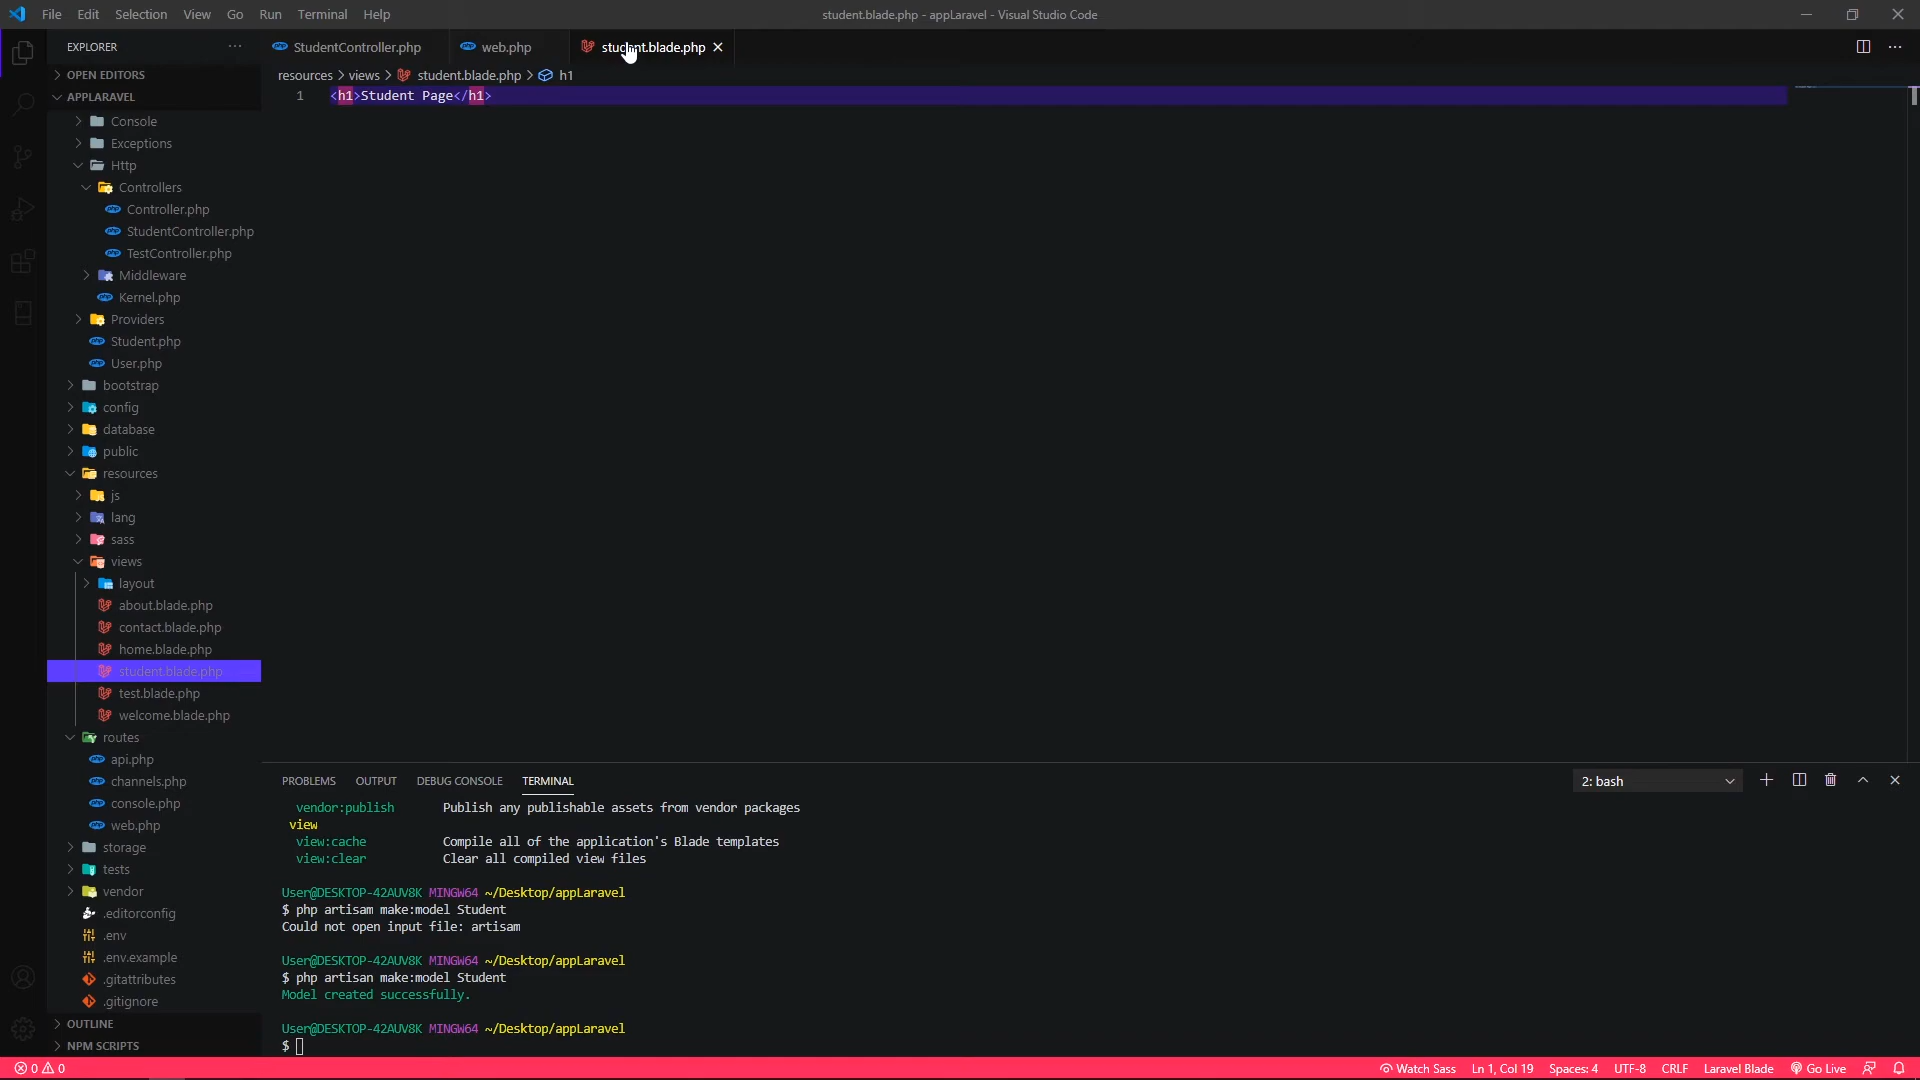 File Edit Selection View Go Run Terminal Help
student.blade.php - appLaravel - Visual Studio Code
EXPLORER
OPEN EDITORS
APPLARAVEL
Console
Exceptions
Http
Controllers
Controller.php
StudentController.php
TestController.php
Middleware
Kernel.php
Providers
Student.php
User.php
bootstrap
config
database
public
resources
js
lang
sass
views
layout
about.blade.php
contact.blade.php
home.blade.php
student.blade.php
test.blade.php
welcome.blade.php
routes
api.php
channels.php
console.php
web.php
storage
tests
vendor
.editorconfig
.env
.env.example
.gitattributes
.gitignore
OUTLINE
NPM SCRIPTS
StudentController.php web.php student.blade.php
resources > views > student.blade.php > h1
1 <h1>Student Page</h1>
PROBLEMS OUTPUT DEBUG CONSOLE TERMINAL
2: bash
vendor:publish Publish any publishable assets from vendor packages
view
view:cache Compile all of the application's Blade templates
view:clear Clear all compiled view files
User@DESKTOP-42AUV8K MINGW64 ~/Desktop/appLaravel
$ php artisam make:model Student
Could not open input file: artisam
User@DESKTOP-42AUV8K MINGW64 ~/Desktop/appLaravel
$ php artisan make:model Student
Model created successfully.
User@DESKTOP-42AUV8K MINGW64 ~/Desktop/appLaravel
$
0 0 Watch Sass Ln 1, Col 19 Spaces: 4 UTF-8 CRLF Laravel Blade Go Live